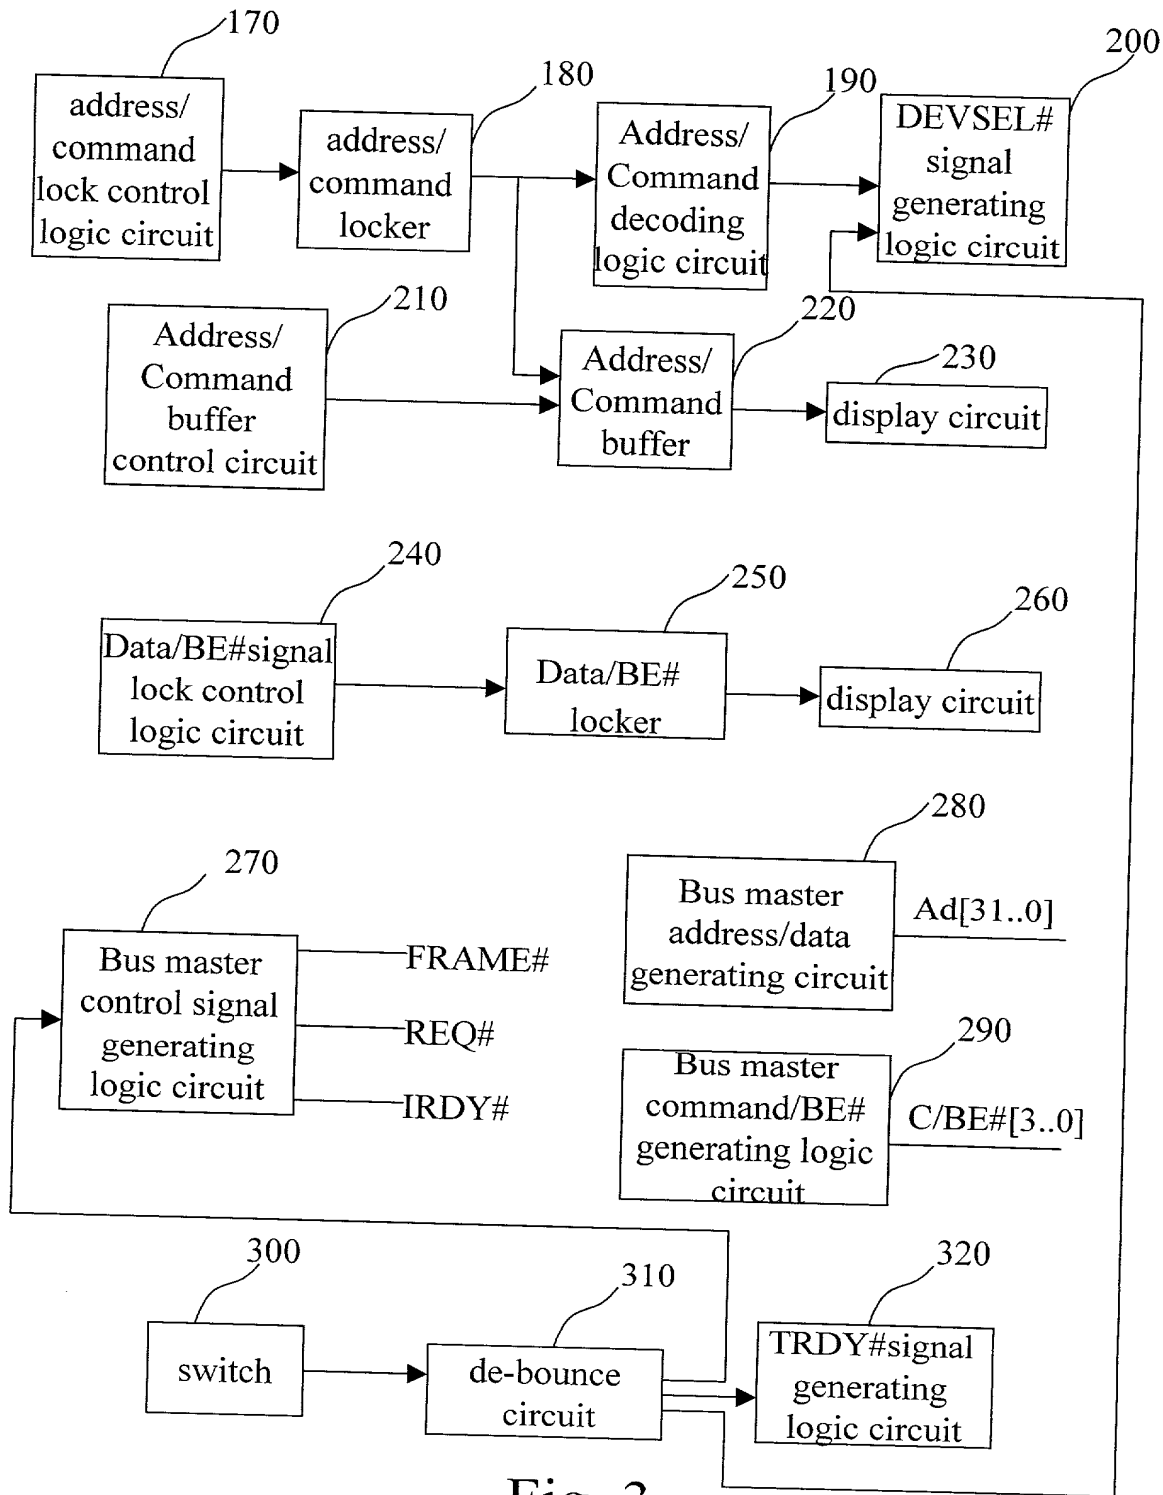 170
address/
command
lock control
logic circuit
180
address/
command
locker
190
Address/
Command
decoding
logic circuit
200
DEVSEL#
signal
generating
logic circuit
210
Address/
Command
buffer
control circuit
220
Address/
Command
buffer
230
display circuit
240
Data/BE#signal
lock control
logic circuit
250
Data/BE#
locker
260
display circuit
270
Bus master
control signal
generating
logic circuit
FRAME#
REQ#
IRDY#
280
Bus master
address/data
generating circuit
Ad[31..0]
290
Bus master
command/BE#
generating logic
circuit
C/BE#[3..0]
300
switch
310
de-bounce
circuit
320
TRDY#signal
generating
logic circuit